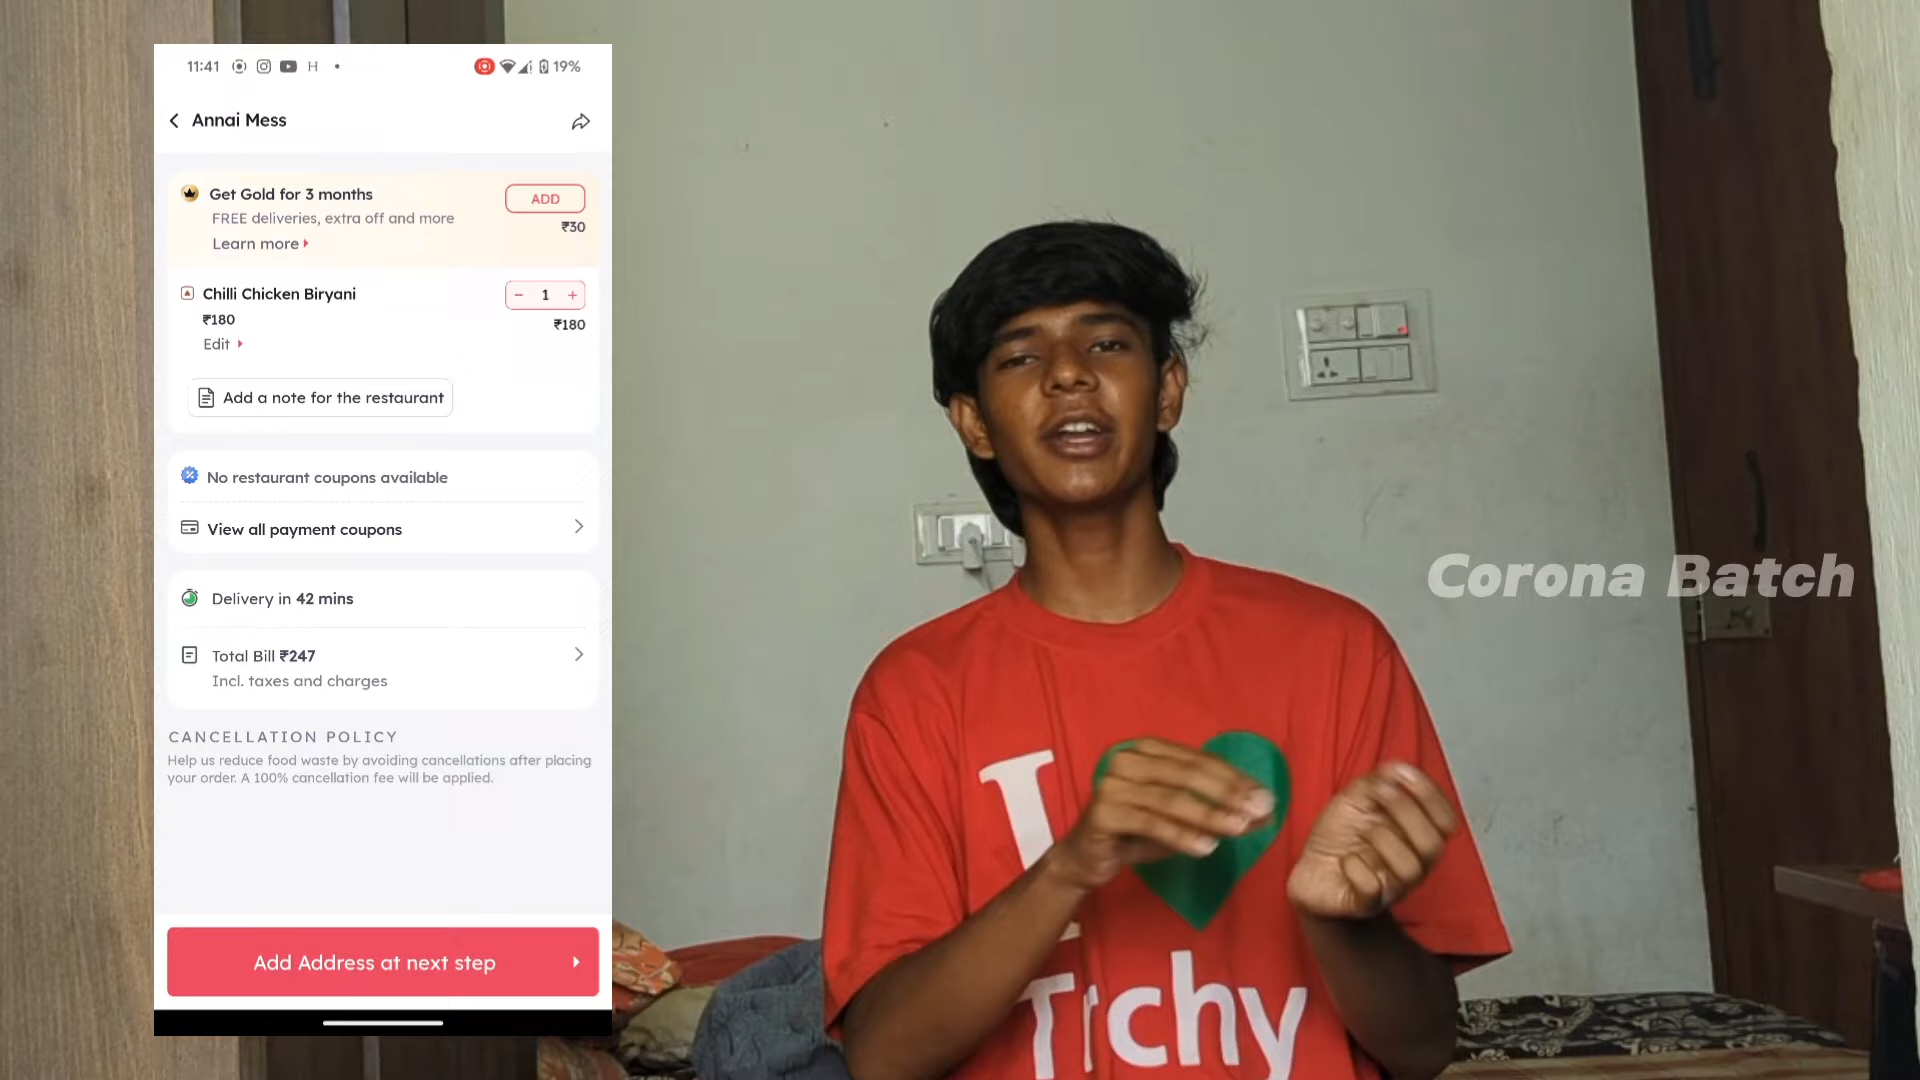 11:41 H 19%
Annai Mess
Get Gold for 3 months
ADD
FREE deliveries, extra off and more
₹30
Learn more
Chilli Chicken Biryani
- 1 +
₹180
₹180
Edit
Add a note for the restaurant
No restaurant coupons available
View all payment coupons
Delivery in 42 mins
Total Bill ₹247
Incl. taxes and charges
CANCELLATION POLICY
Help us reduce food waste by avoiding cancellations after placing
your order. A 100% cancellation fee will be applied.
Add Address at next step
Corona Batch
I
Trchy